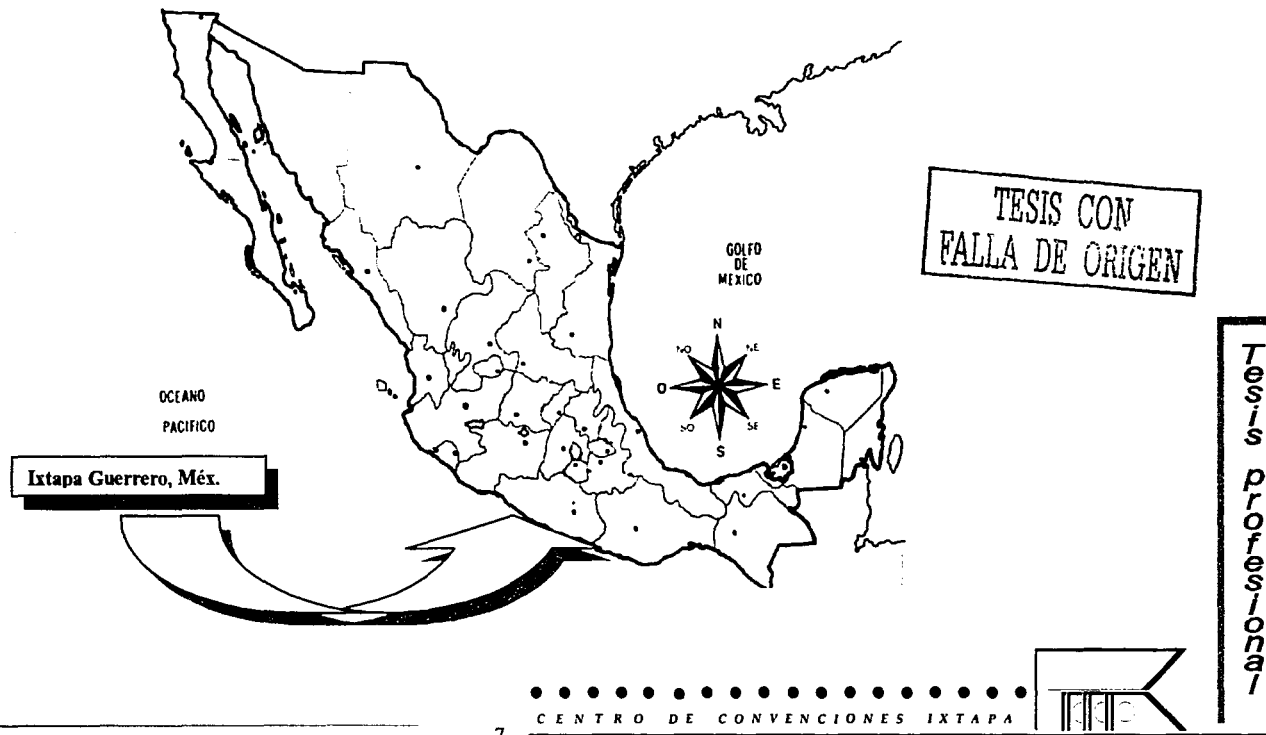 TESIS CON
FALLA DE ORIGEN
GOLFO
DE
MEXICO
N
NO
NE
O
E
SO
SE
S
OCEANO
PACIFICO
Ixtapa Guerrero, Méx.
Tesis profesional
CENTRO DE CONVENCIONES IXTAPA
7